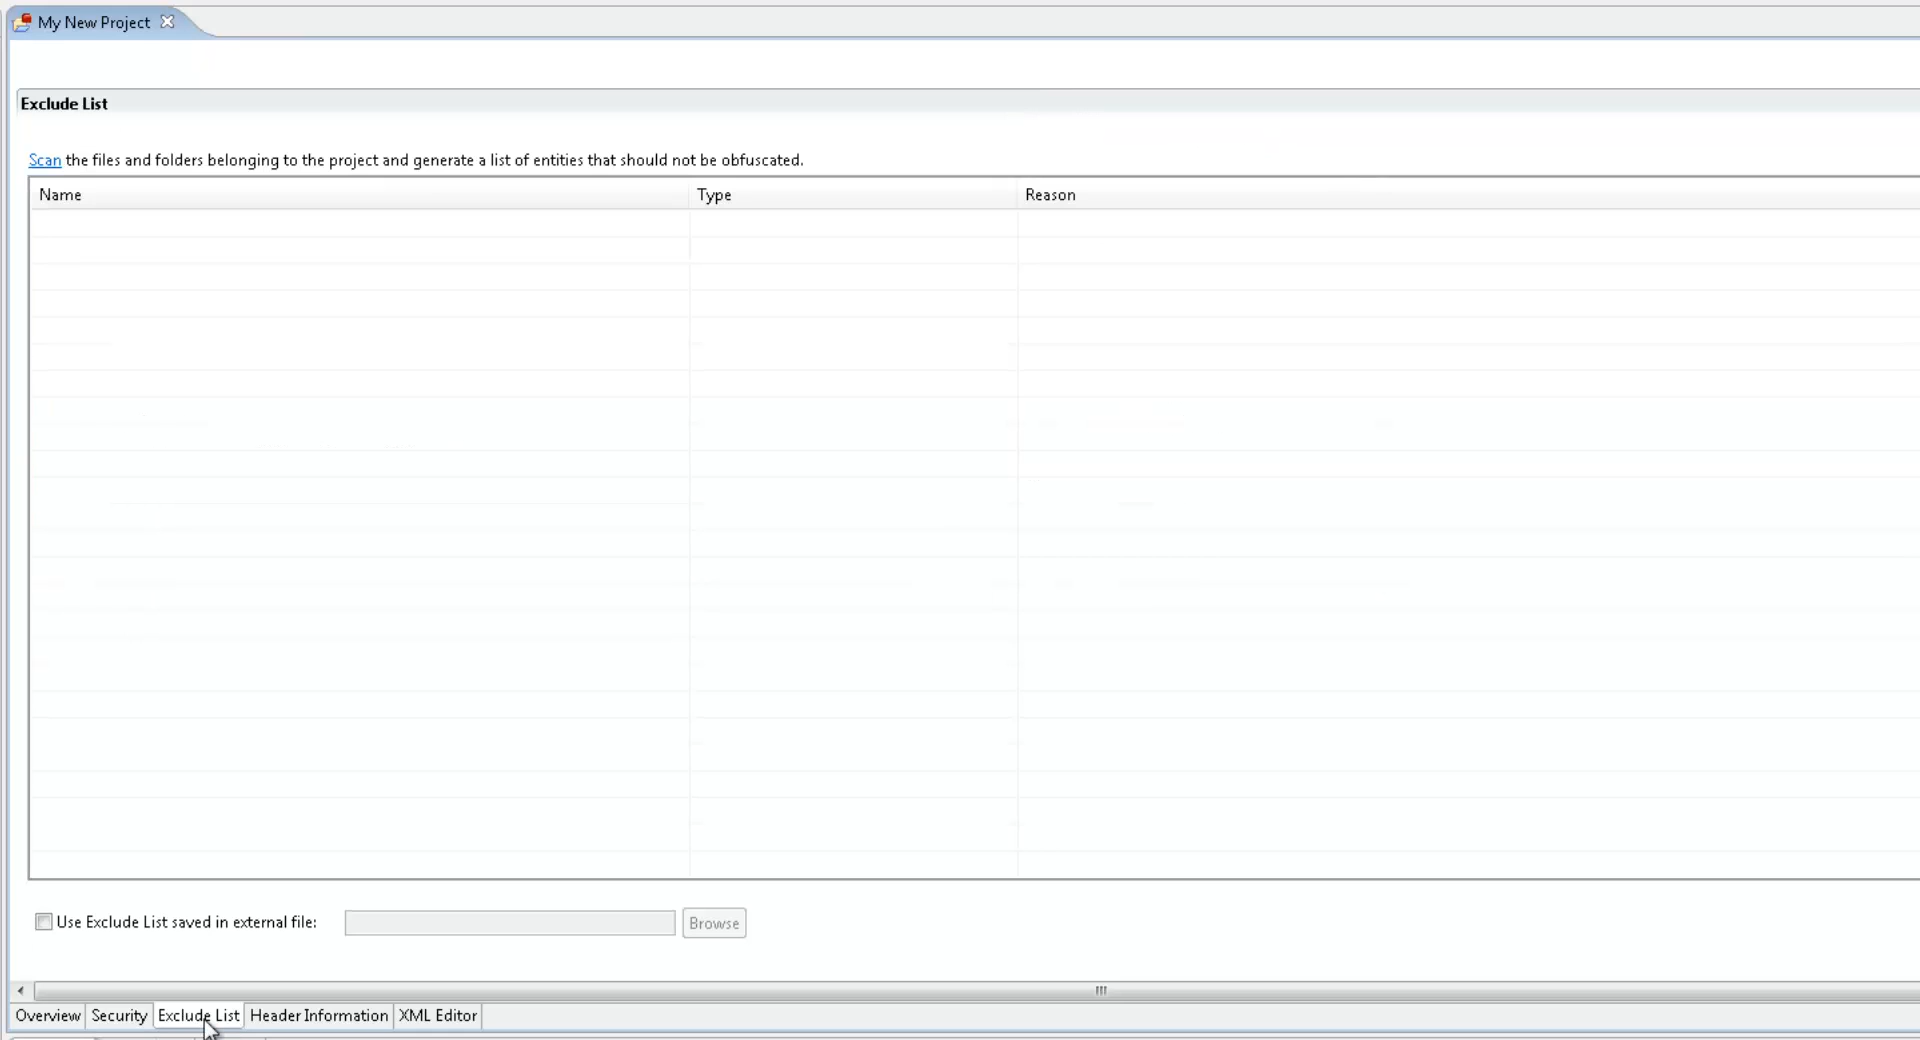 My New Project
Exclude List
Scan the files and folders belonging to the project and generate a list of entities that should not be obfuscated.
Name Type Reason
Use Exclude List saved in external file: Browse
Overview Security Exclude List Header Information XML Editor